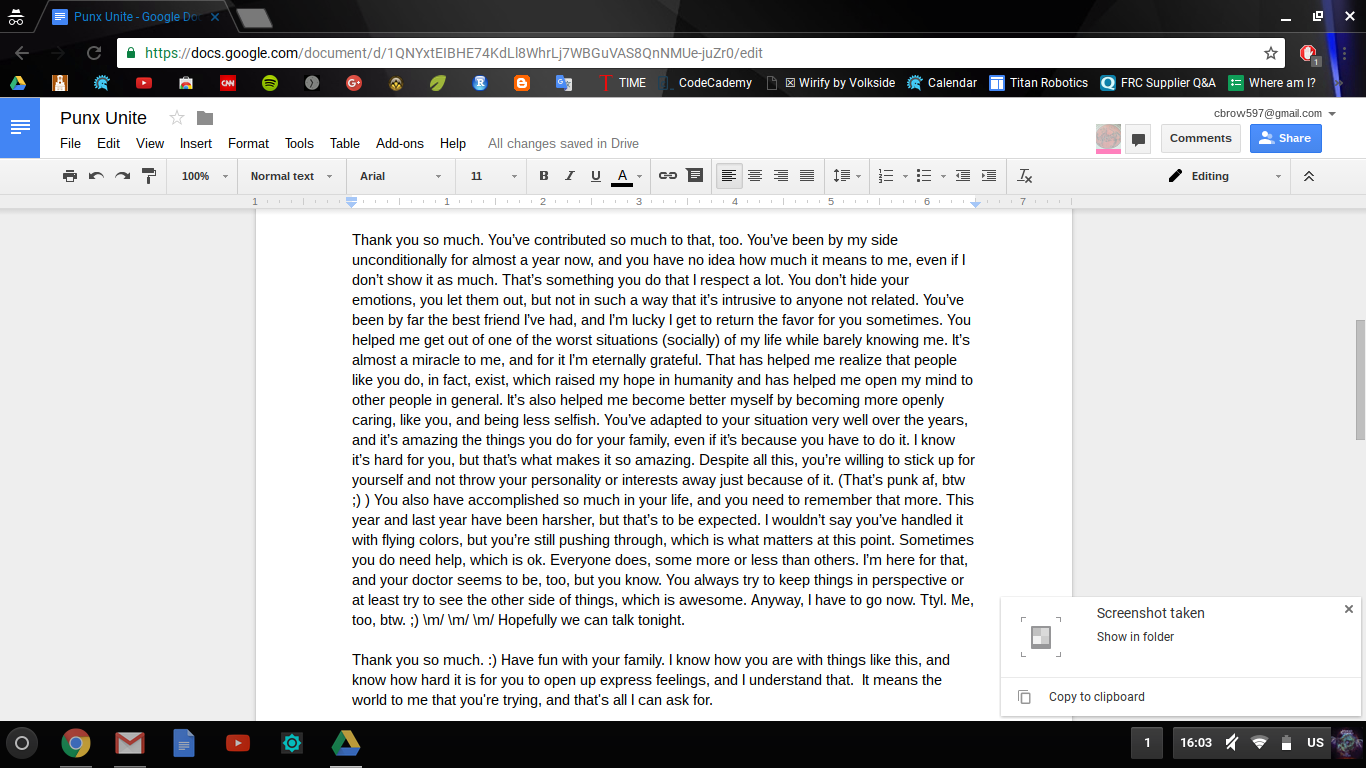 Punx Unite - Google Do
https://docs.google.com/document/d/1QNYxtEIBHE74KdLl8WhrLj7WBGuVAS8QnNMUe-juZr0/edit
1
CNN
TIME
CodeCademy
Wirify by Volkside
Calendar
Titan Robotics
FRC Supplier Q&A
Where am I?
Punx Unite
cbrow597@gmail.com
File Edit View Insert Format Tools Table Add-ons Help All changes saved in Drive
Comments
Share
100% Normal text Arial 11 B I U A Editing
1 1 2 3 4 5 6 7
Thank you so much. You’ve contributed so much to that, too. You’ve been by my side
unconditionally for almost a year now, and you have no idea how much it means to me, even if I
don’t show it as much. That’s something you do that I respect a lot. You don’t hide your
emotions, you let them out, but not in such a way that it’s intrusive to anyone not related. You’ve
been by far the best friend I’ve had, and I’m lucky I get to return the favor for you sometimes. You
helped me get out of one of the worst situations (socially) of my life while barely knowing me. It’s
almost a miracle to me, and for it I’m eternally grateful. That has helped me realize that people
like you do, in fact, exist, which raised my hope in humanity and has helped me open my mind to
other people in general. It’s also helped me become better myself by becoming more openly
caring, like you, and being less selfish. You’ve adapted to your situation very well over the years,
and it’s amazing the things you do for your family, even if it’s because you have to do it. I know
it’s hard for you, but that’s what makes it so amazing. Despite all this, you’re willing to stick up for
yourself and not throw your personality or interests away just because of it. (That’s punk af, btw
;) ) You also have accomplished so much in your life, and you need to remember that more. This
year and last year have been harsher, but that’s to be expected. I wouldn’t say you’ve handled it
with flying colors, but you’re still pushing through, which is what matters at this point. Sometimes
you do need help, which is ok. Everyone does, some more or less than others. I’m here for that,
and your doctor seems to be, too, but you know. You always try to keep things in perspective or
at least try to see the other side of things, which is awesome. Anyway, I have to go now. Ttyl. Me,
too, btw. ;) \m/ \m/ \m/ Hopefully we can talk tonight.
Thank you so much. :) Have fun with your family. I know how you are with things like this, and
know how hard it is for you to open up express feelings, and I understand that.  It means the
world to me that you're trying, and that's all I can ask for.
Screenshot taken
Show in folder
Copy to clipboard
1
16:03
US